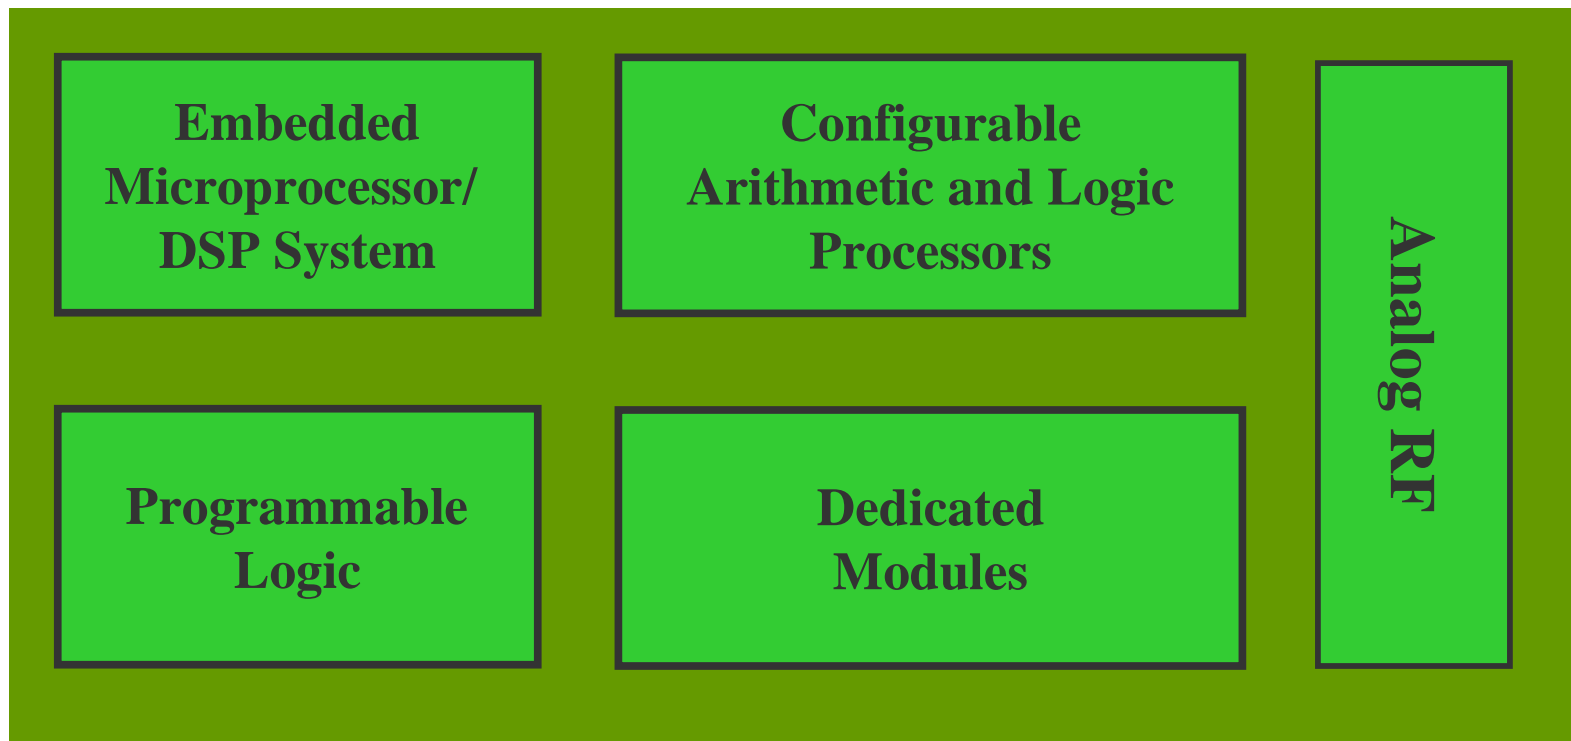 Embedded
Microprocessor/
DSP System
Configurable
Arithmetic and Logic
Processors
Analog RF
Programmable
Logic
Dedicated
Modules